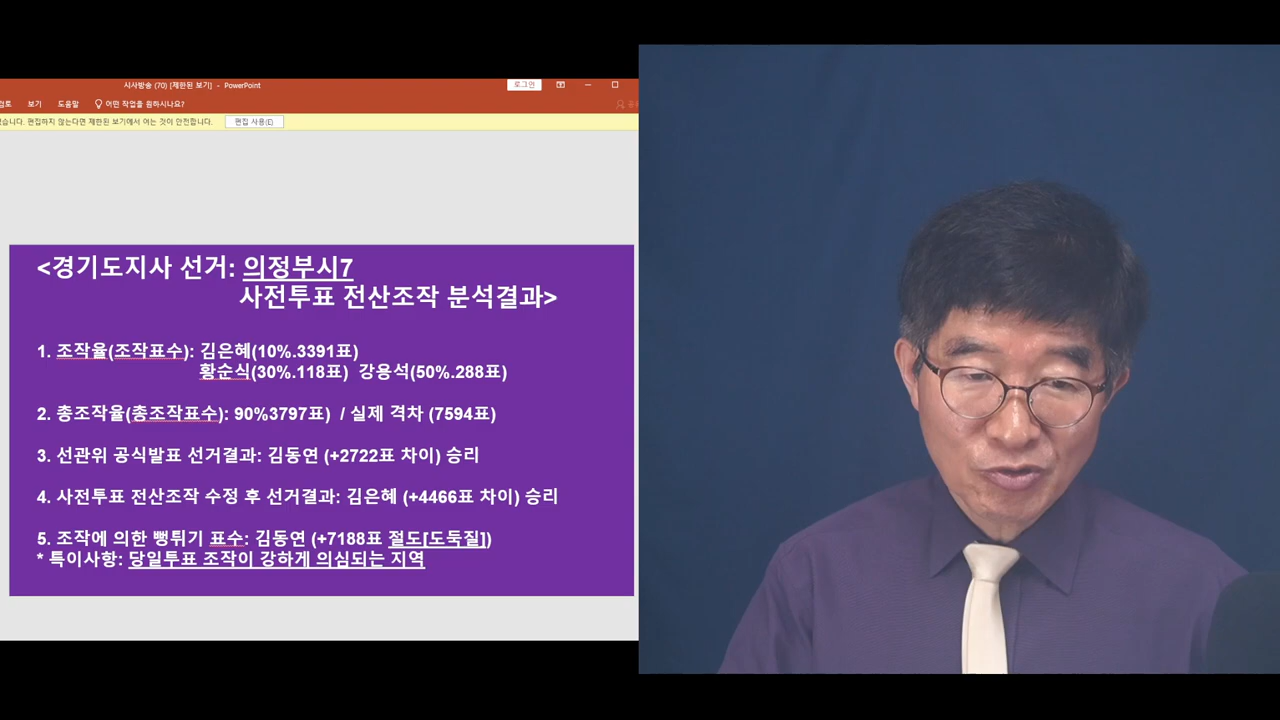 시사방송 (70) [제한된 보기] - PowerPoint
로그인
검토 보기 도움말 어떤 작업을 원하시나요?
있습니다. 편집하지 않는다면 제한된 보기에서 여는 것이 안전합니다. 편집 사용(E)
<경기도지사 선거: 의정부시7
사전투표 전산조작 분석결과>
1. 조작율(조작표수): 김은혜(10%.3391표)
황순식(30%.118표) 강용석(50%.288표)
2. 총조작율(총조작표수): 90%3797표) / 실제 격차 (7594표)
3. 선관위 공식발표 선거결과: 김동연 (+2722표 차이) 승리
4. 사전투표 전산조작 수정 후 선거결과: 김은혜 (+4466표 차이) 승리
5. 조작에 의한 뻥튀기 표수: 김동연 (+7188표 절도[도둑질])
* 특이사항: 당일투표 조작이 강하게 의심되는 지역